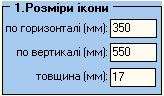 1.Розміри ікони
по горизонталі (мм): 350
по вертикалі (мм): 550
товщина (мм): 17